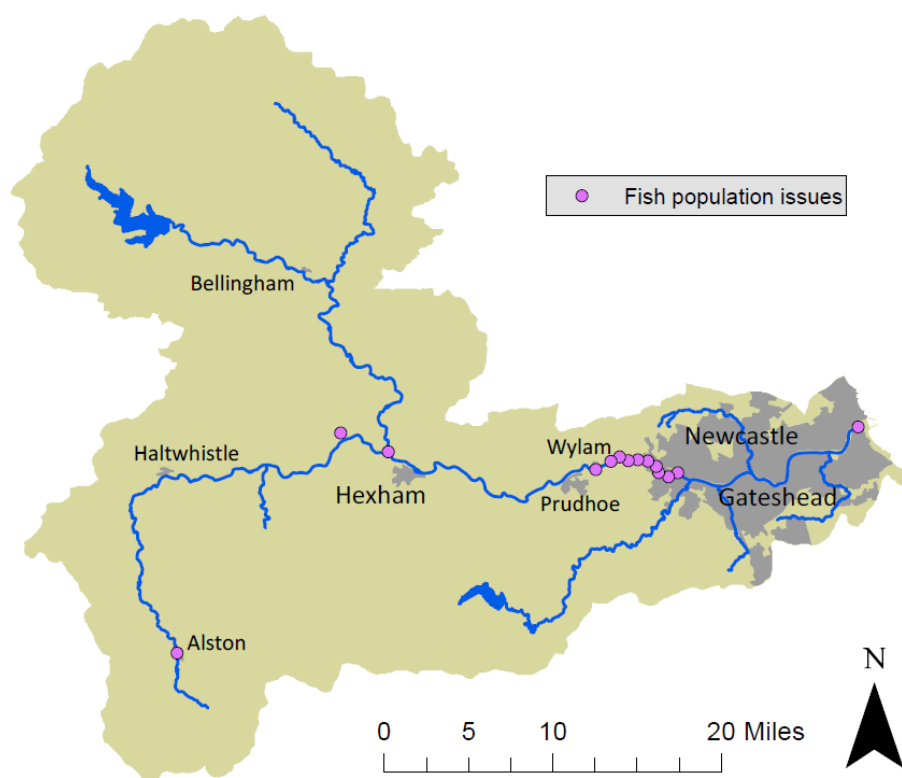 Fish population issues
Bellingham
Newcastle
Haltwhistle
Wylam
Hexham
Prudhoe
Gateshead
Alston
N
0 5 10 20 Miles